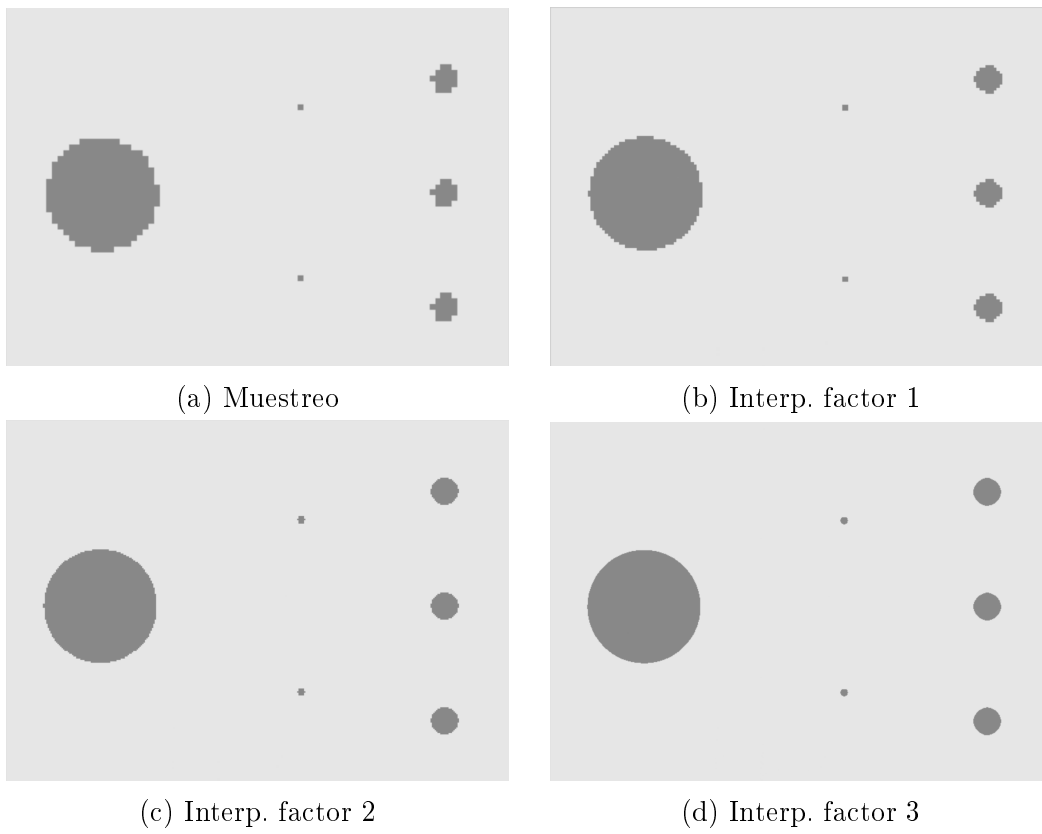 (a) Muestreo
(b) Interp. factor 1
(c) Interp. factor 2
(d) Interp. factor 3